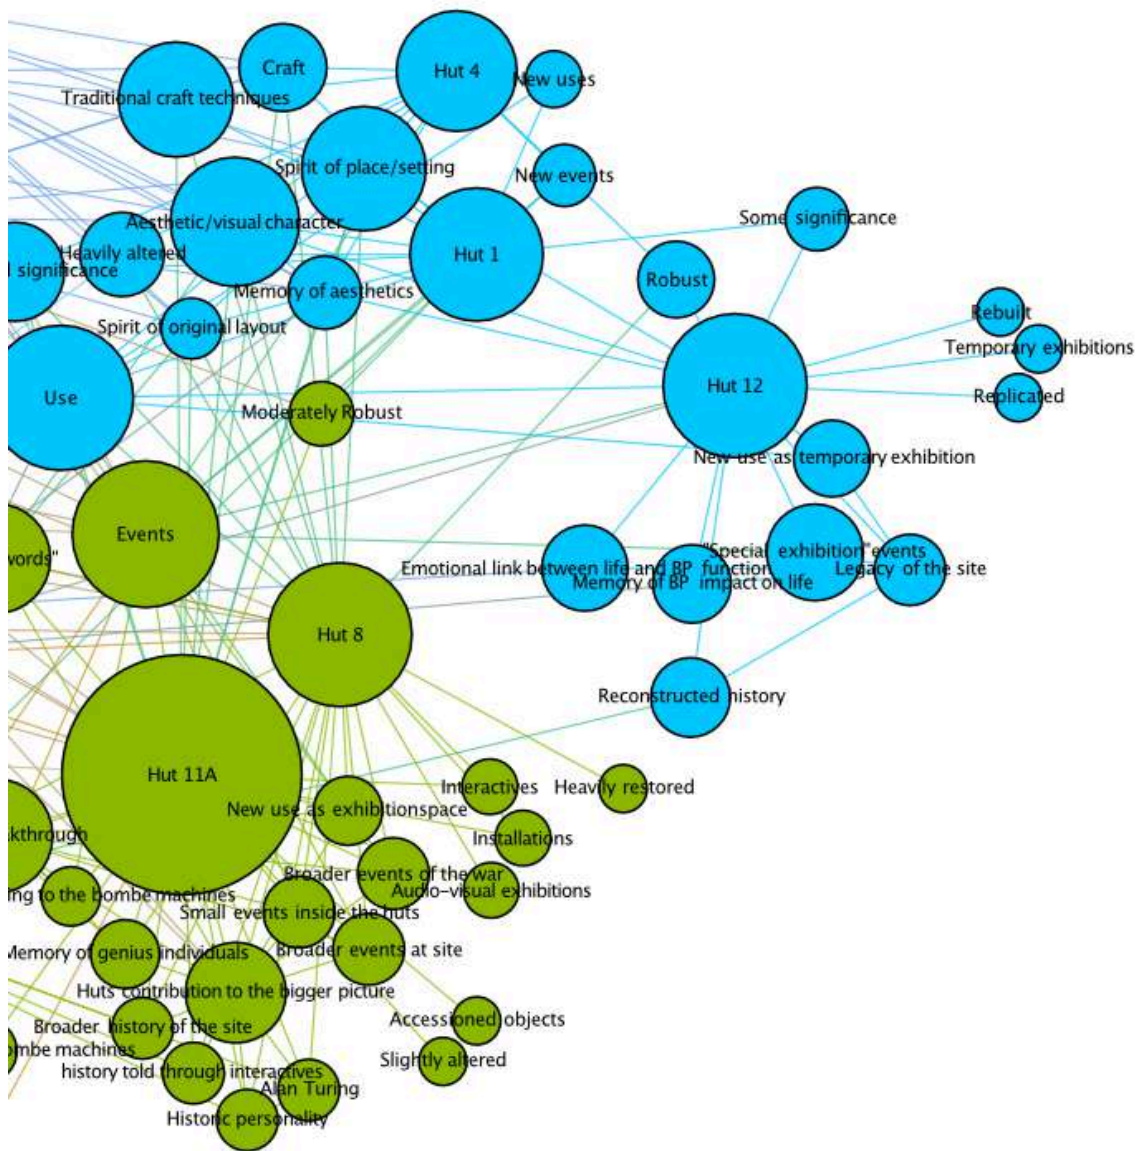 Craft
Hut 4
New uses
Traditional craft techniques
Spirit of place/setting
New events
Some significance
Aesthetic/visual character
Heavily altered
Hut 1
l significance
Robust
Memory of aesthetics
Rebuilt
Spirit of original layout
Temporary exhibitions
Hut 12
Use
Replicated
Moderately Robust
New use as temporary exhibition
Events
words"
"Special exhibition"events
Emotional link between life and BP function
Legacy of the site
Memory of BP impact on life
Hut 8
Reconstructed history
Hut 11A
Interactives
Heavily restored
New use as exhibitionspace
kthrough
Installations
Broader events of the war
Audio-visual exhibitions
ng to the bombe machines
Small events inside the huts
Memory of genius individuals
Broader events at site
Huts contribution to the bigger picture
Accessioned objects
Broader history of the site
ombe machines
Slightly altered
history told through interactives
Alan Turing
Historic personality